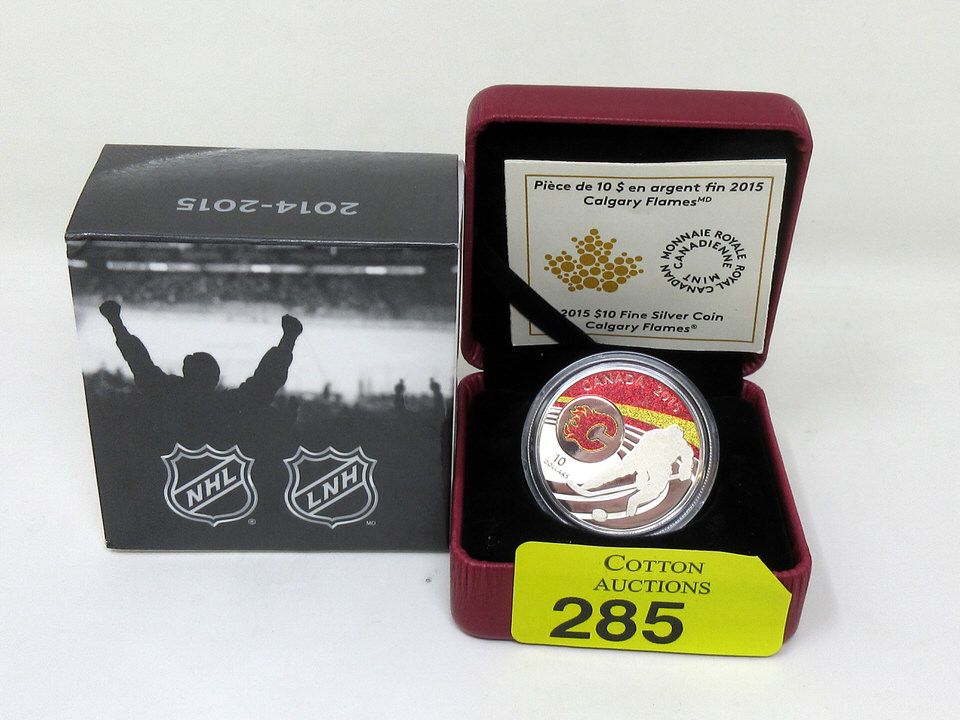 2014-2015
NHL
®
LNH
MD
Pièce de 10 $ en argent fin 2015
Calgary Flames MD
MONNAIE ROYALE CANADIENNE
ROYAL CANADIAN MINT
2015 $10 Fine Silver Coin
Calgary Flames®
CANADA 2015
10
DOLLARS
COTTON
AUCTIONS
285